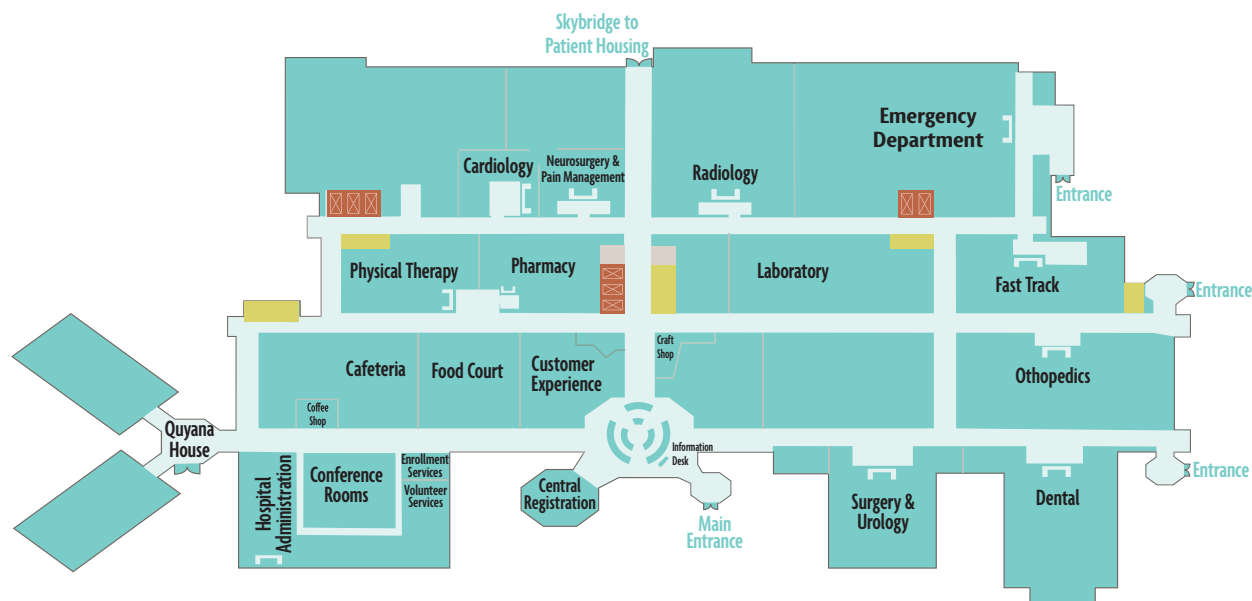 Skybridge to
Patient Housing
Emergency
Department
Cardiology
Neurosurgery &
Pain Management
Radiology
Entrance
Physical Therapy
Pharmacy
Laboratory
Fast Track
Entrance
Cafeteria
Food Court
Customer
Experience
Craft
Shop
Othopedics
Coffee
Shop
Quyana
House
Information
Desk
Hospital
Administration
Conference
Rooms
Enrollment
Services
Volunteer
Services
Central
Registration
Main
Entrance
Surgery &
Urology
Dental
Entrance